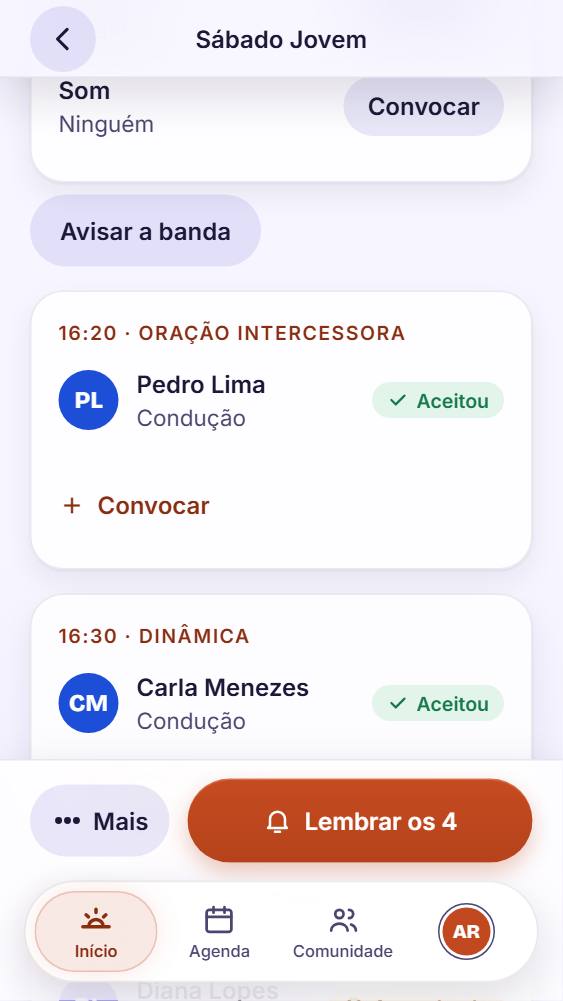 Sábado Jovem
Som
Ninguém
Convocar
Avisar a banda
16:20 · ORAÇÃO INTERCESSORA
PL
Pedro Lima
Condução
Aceitou
+ Convocar
16:30 · DINÂMICA
CM
Carla Menezes
Condução
Aceitou
••• Mais
Lembrar os 4
Início
Agenda
Comunidade
AR
Diana Lopes